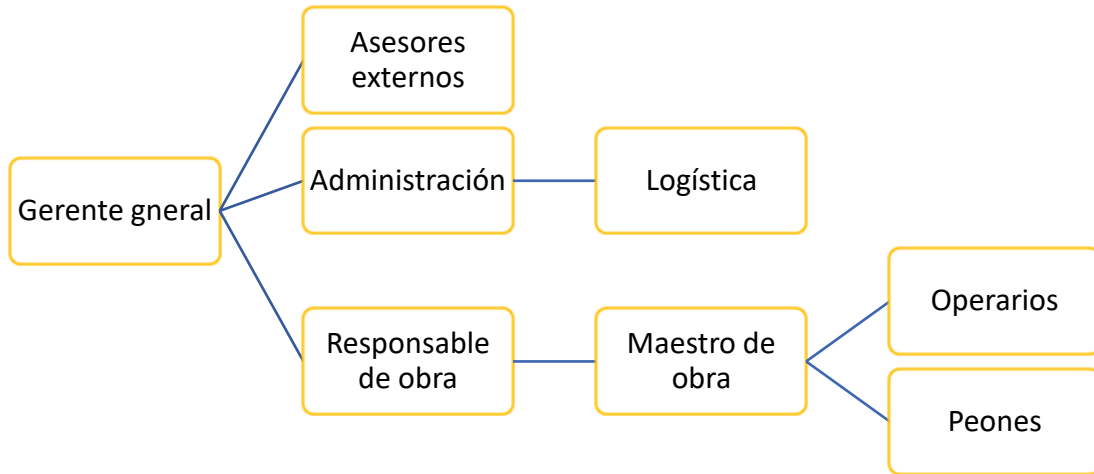 Asesores
externos
Administración
Logística
Gerente gneral
Operarios
Responsable
de obra
Maestro de
obra
Peones